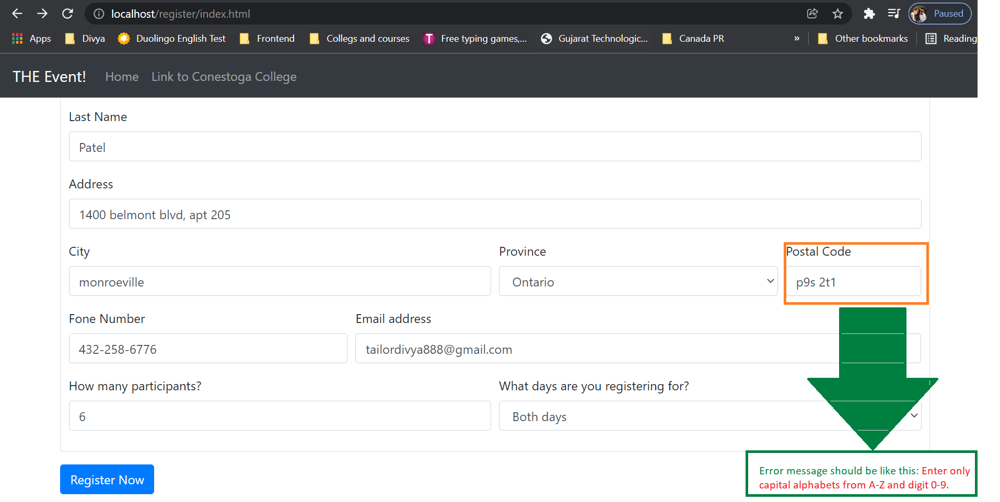 localhost/register/index.html
Paused
Apps Divya Duolingo English Test Frontend Collegs and courses Free typing games,... Gujarat Technologic... Canada PR » Other bookmarks Reading
THE Event! Home Link to Conestoga College
Last Name
Patel
Address
1400 belmont blvd, apt 205
City Province Postal Code
monroeville Ontario p9s 2t1
Fone Number Email address
432-258-6776 tailordivya888@gmail.com
How many participants? What days are you registering for?
6 Both days
Register Now
Error message should be like this: Enter only
capital alphabets from A-Z and digit 0-9.